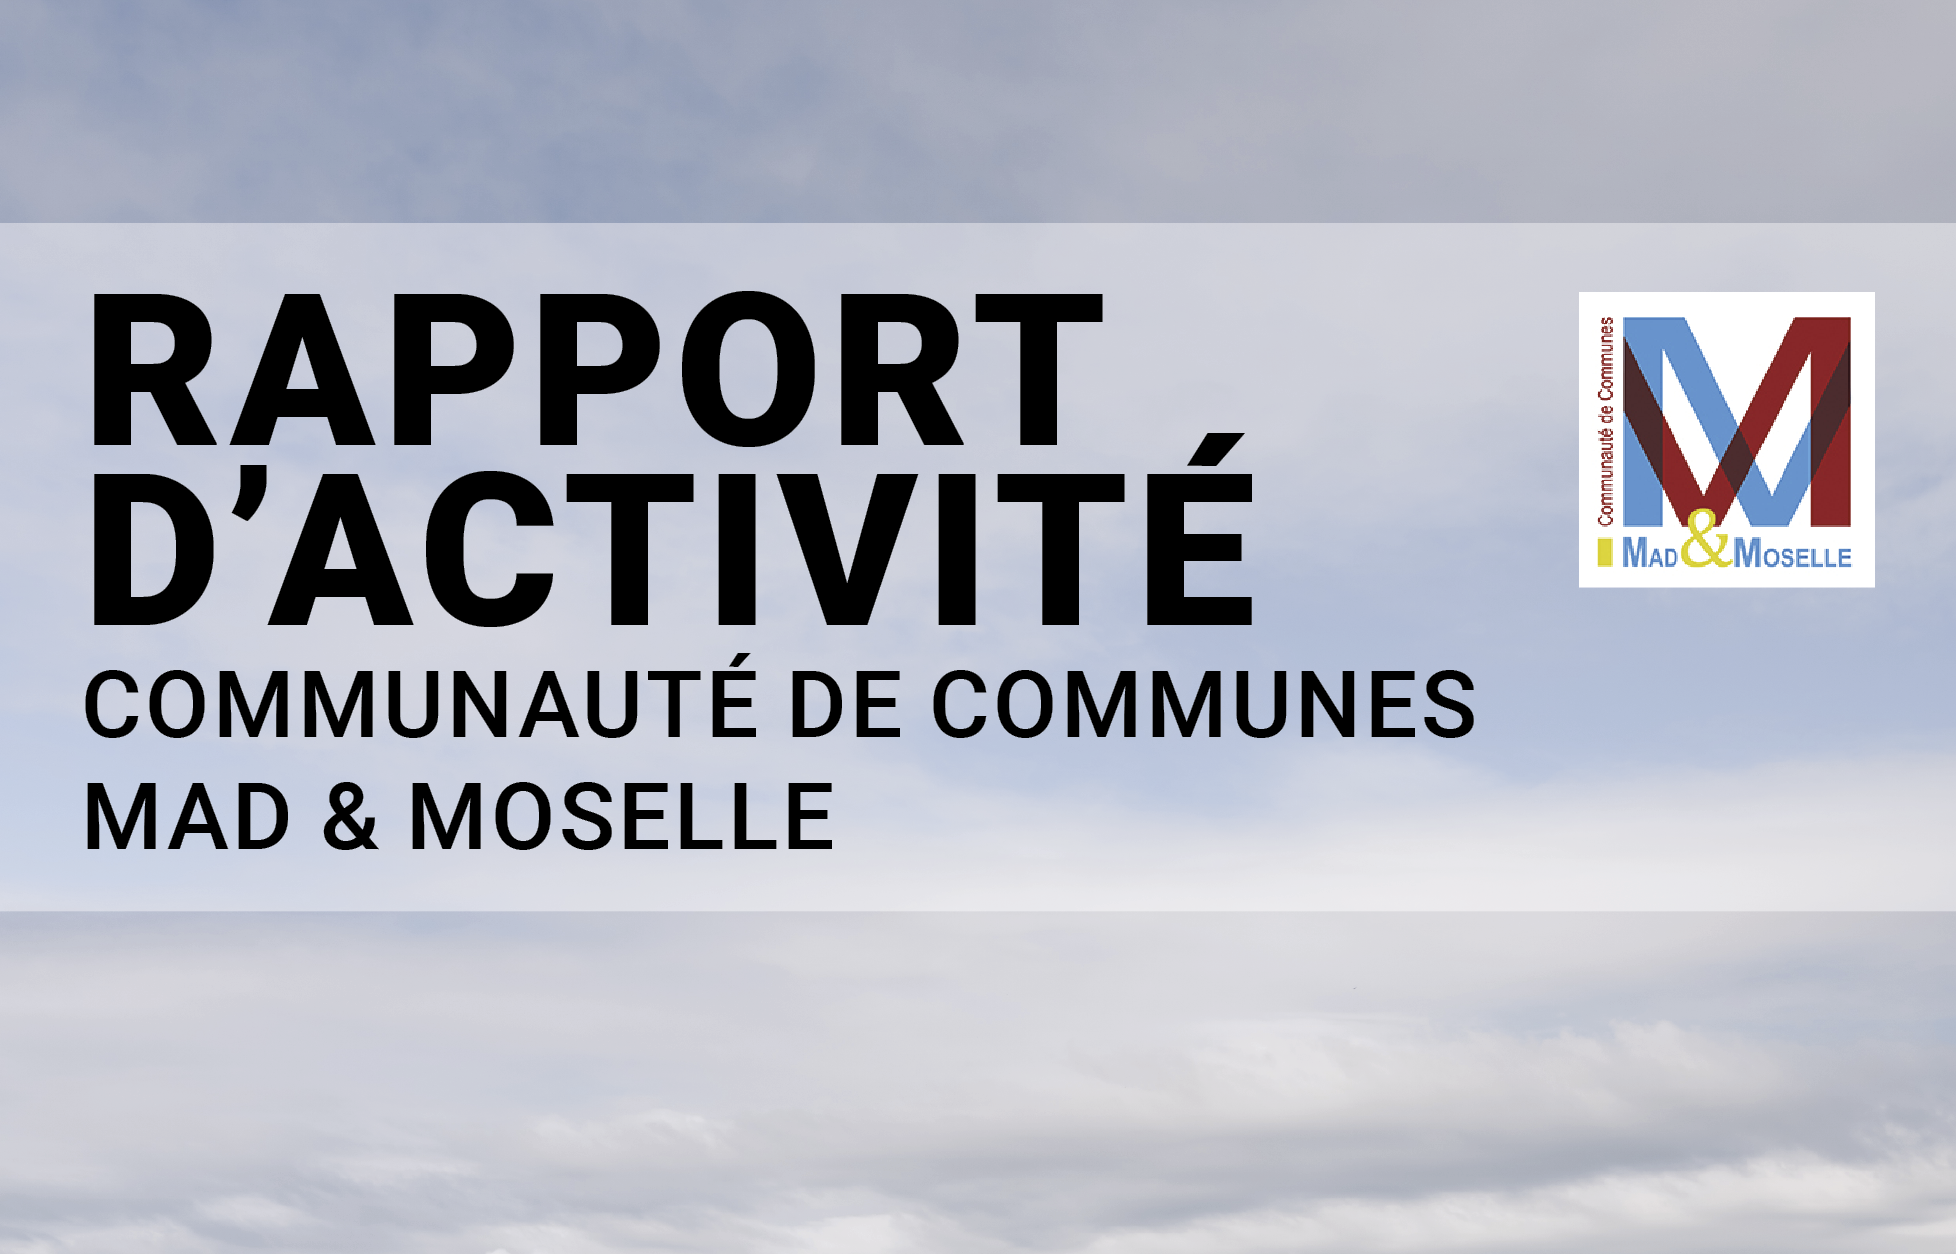 RAPPORT
D’ACTIVITÉ
COMMUNAUTÉ DE COMMUNES
MAD & MOSELLE
Communauté de Communes
MAD & MOSELLE